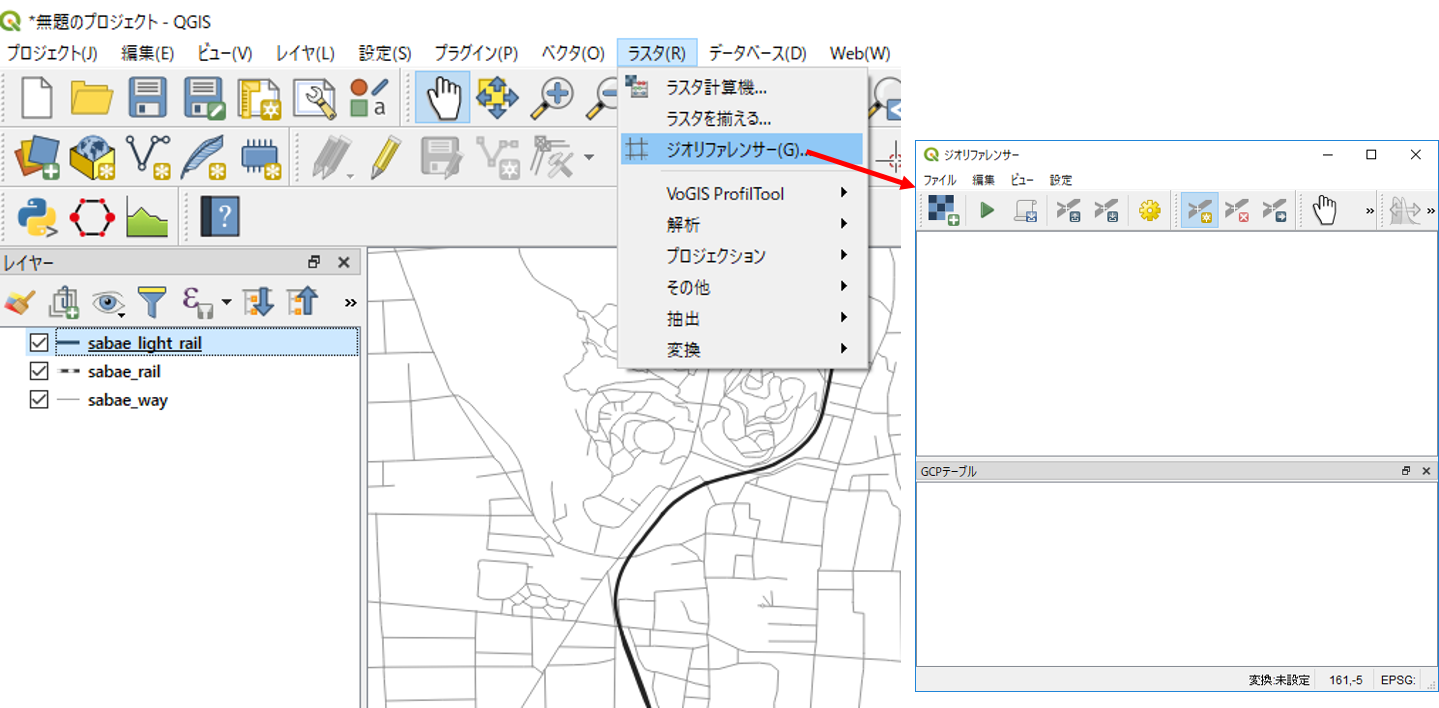 *無題のプロジェクト - QGIS
プロジェクト(J) 編集(E) ビュー(V) レイヤ(L) 設定(S) プラグイン(P) ベクタ(O) ラスタ(R) データベース(D) Web(W)
ラスタ計算機...
ラスタを揃える...
ジオリファレンサー(G)...
VoGIS ProfilTool
解析
プロジェクション
その他
抽出
変換
レイヤー
sabae_light_rail
sabae_rail
sabae_way
ジオリファレンサー
ファイル 編集 ビュー 設定
GCPテーブル
変換:未設定 161,-5 EPSG: